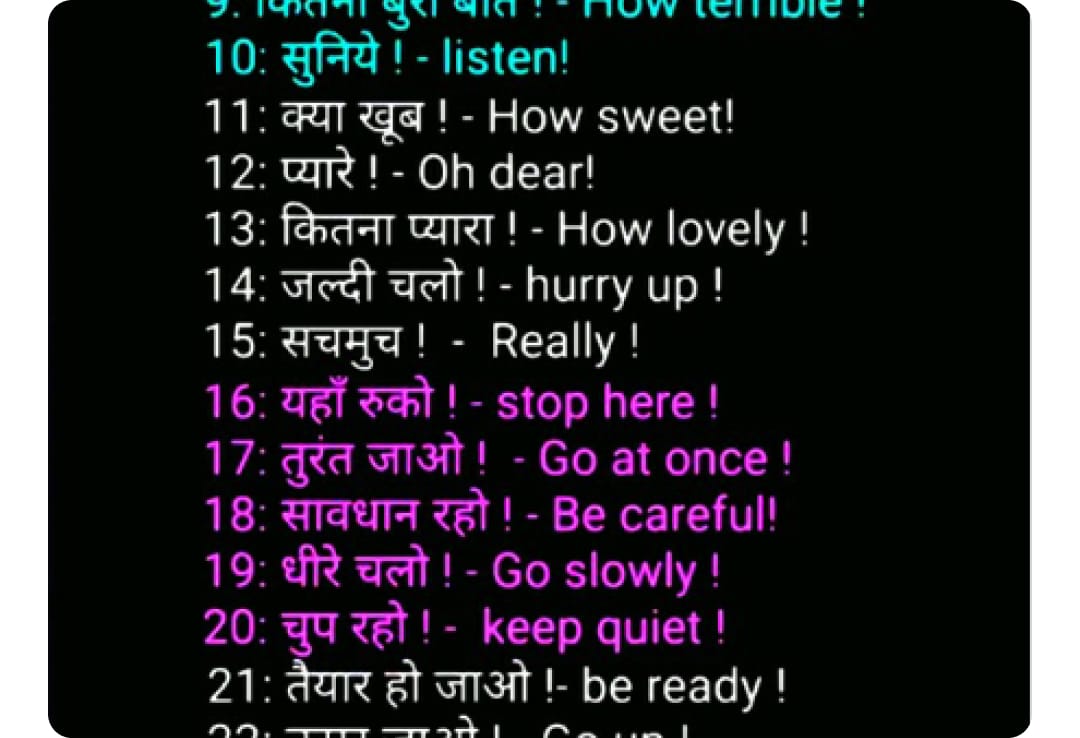 9. कितनी बुरी बात ! - How terrible !
10: सुनिये ! - listen!
11: क्या खूब ! - How sweet!
12: प्यारे ! - Oh dear!
13: कितना प्यारा ! - How lovely !
14: जल्दी चलो ! - hurry up !
15: सचमुच ! - Really !
16: यहाँ रुको ! - stop here !
17: तुरंत जाओ ! - Go at once !
18: सावधान रहो ! - Be careful!
19: धीरे चलो ! - Go slowly !
20: चुप रहो ! - keep quiet !
21: तैयार हो जाओ !- be ready !
22: जाओ ! - Go up !